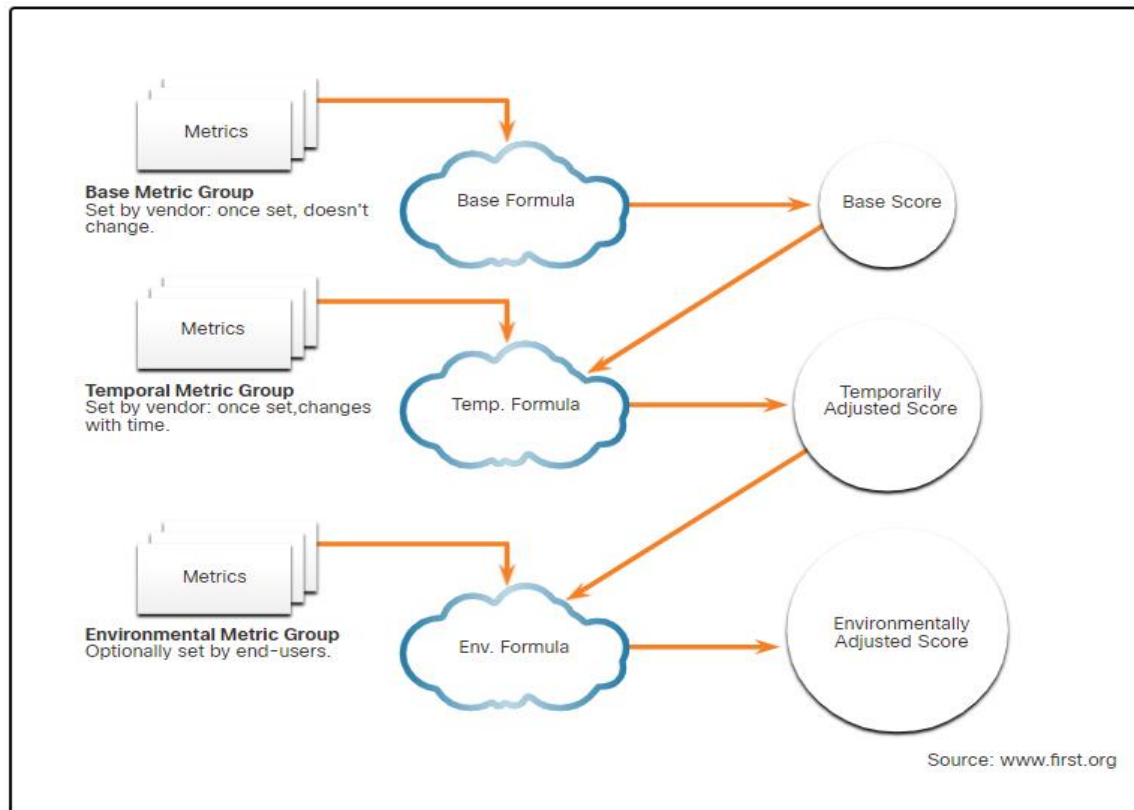 Metrics
Base Metric Group
Set by vendor: once set, doesn't
change.
Base Formula
Base Score
Metrics
Temporal Metric Group
Set by vendor: once set,changes
with time.
Temp. Formula
Temporarily
Adjusted Score
Metrics
Environmental Metric Group
Optionally set by end-users.
Env. Formula
Environmentally
Adjusted Score
Source: www.first.org